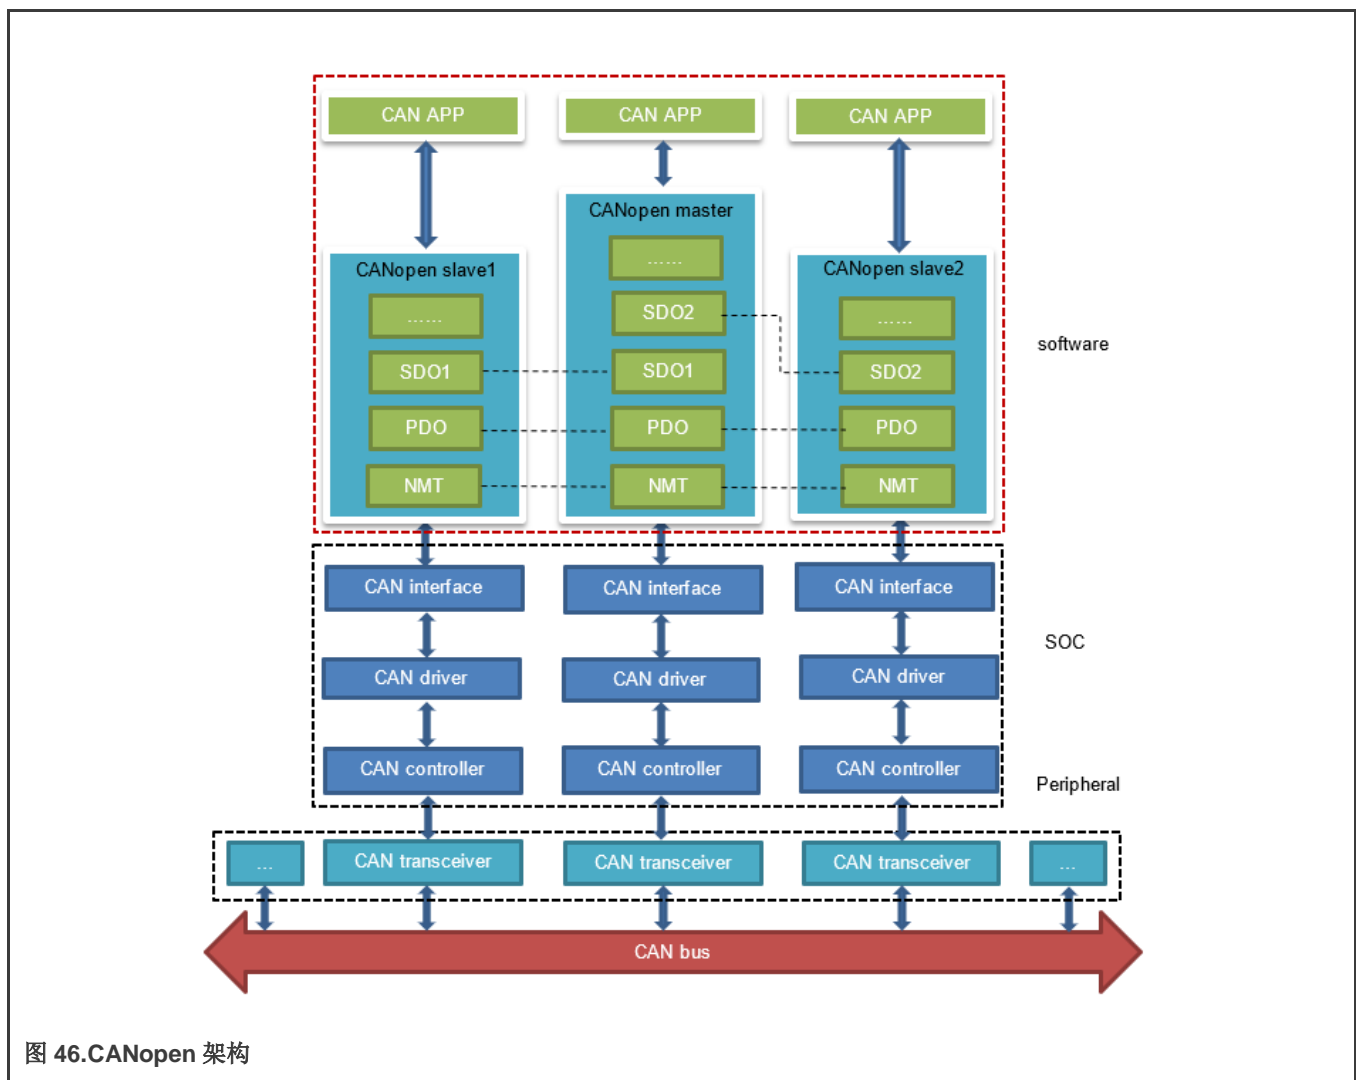 CAN APP
CAN APP
CAN APP
CANopen master
......
SDO2
SDO1
PDO
NMT
CANopen slave1
......
SDO1
PDO
NMT
CANopen slave2
......
SDO2
PDO
NMT
software
CAN interface
CAN interface
CAN interface
SOC
CAN driver
CAN driver
CAN driver
CAN controller
CAN controller
CAN controller
Peripheral
...
CAN transceiver
CAN transceiver
CAN transceiver
...
CAN bus
图 46.CANopen 架构